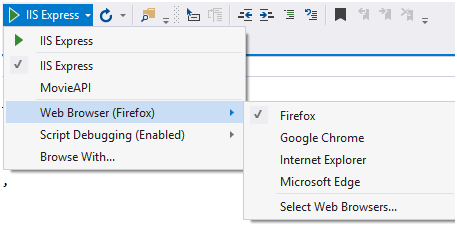 IIS Express
IIS Express
IIS Express
MovieAPI
Web Browser (Firefox)
Script Debugging (Enabled)
Browse With...
Firefox
Google Chrome
Internet Explorer
Microsoft Edge
Select Web Browsers...
,